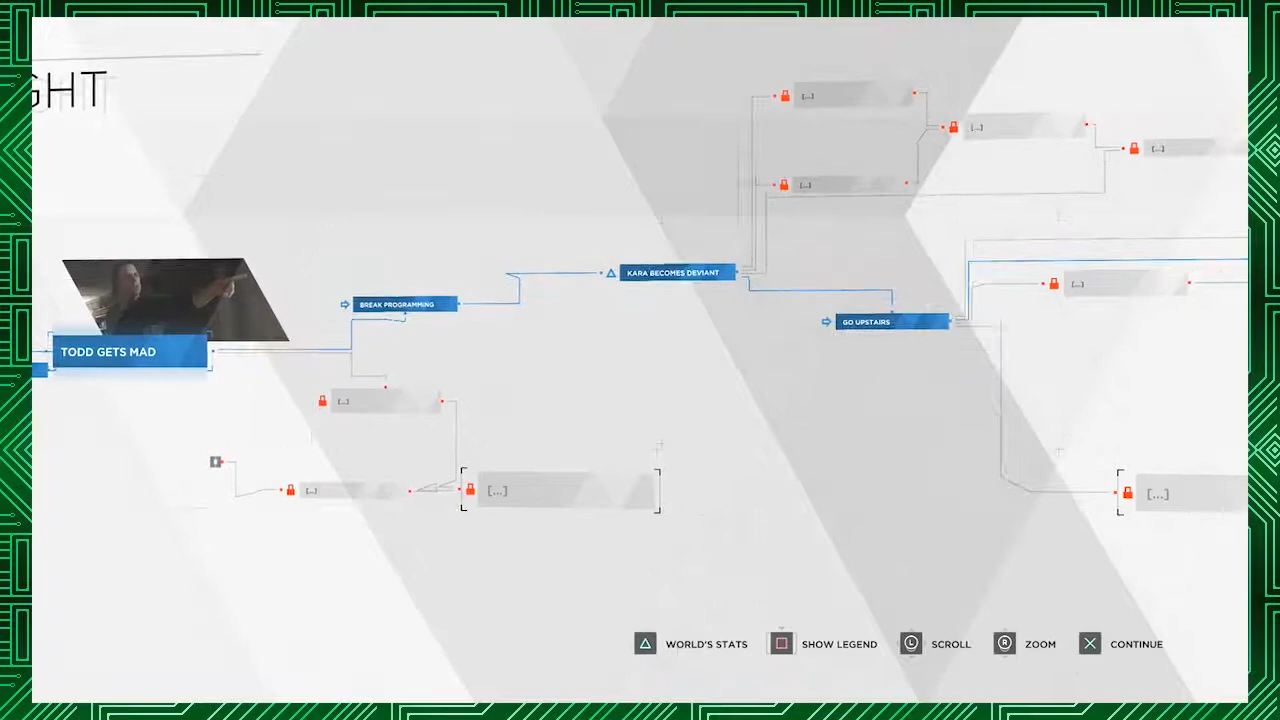 GHT
[...]
[...]
[...]
[...]
KARA BECOMES DEVIANT
[...]
BREAK PROGRAMMING
GO UPSTAIRS
TODD GETS MAD
[...]
[...]
[...]
[...]
WORLD'S STATS
SHOW LEGEND
L
SCROLL
R
ZOOM
CONTINUE